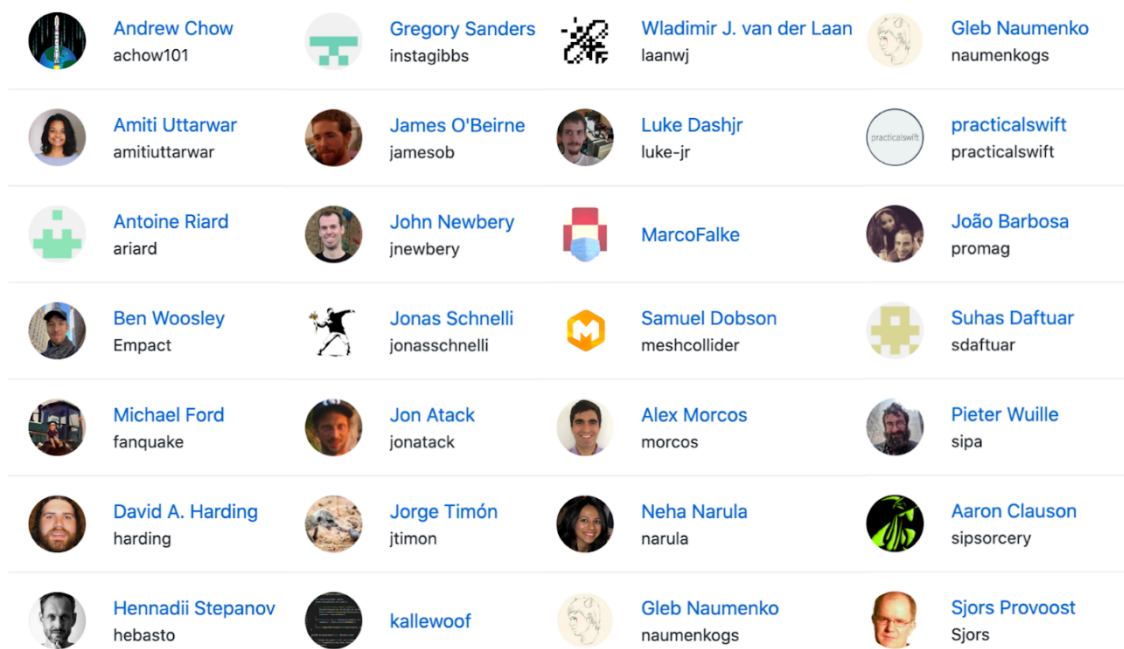 Andrew Chow
achow101
Gregory Sanders
instagibbs
Wladimir J. van der Laan
laanwj
Gleb Naumenko
naumenkogs
Amiti Uttarwar
amitiuttarwar
James O'Beirne
jamesob
Luke Dashjr
luke-jr
practicalswift
practicalswift
practicalswift
Antoine Riard
ariard
John Newbery
jnewbery
MarcoFalke
João Barbosa
promag
Ben Woosley
Empact
Jonas Schnelli
jonasschnelli
Samuel Dobson
meshcollider
Suhas Daftuar
sdaftuar
Michael Ford
fanquake
Jon Atack
jonatack
Alex Morcos
morcos
Pieter Wuille
sipa
David A. Harding
harding
Jorge Timón
jtimon
Neha Narula
narula
Aaron Clauson
sipsorcery
Hennadii Stepanov
hebasto
kallewoof
Gleb Naumenko
naumenkogs
Sjors Provoost
Sjors